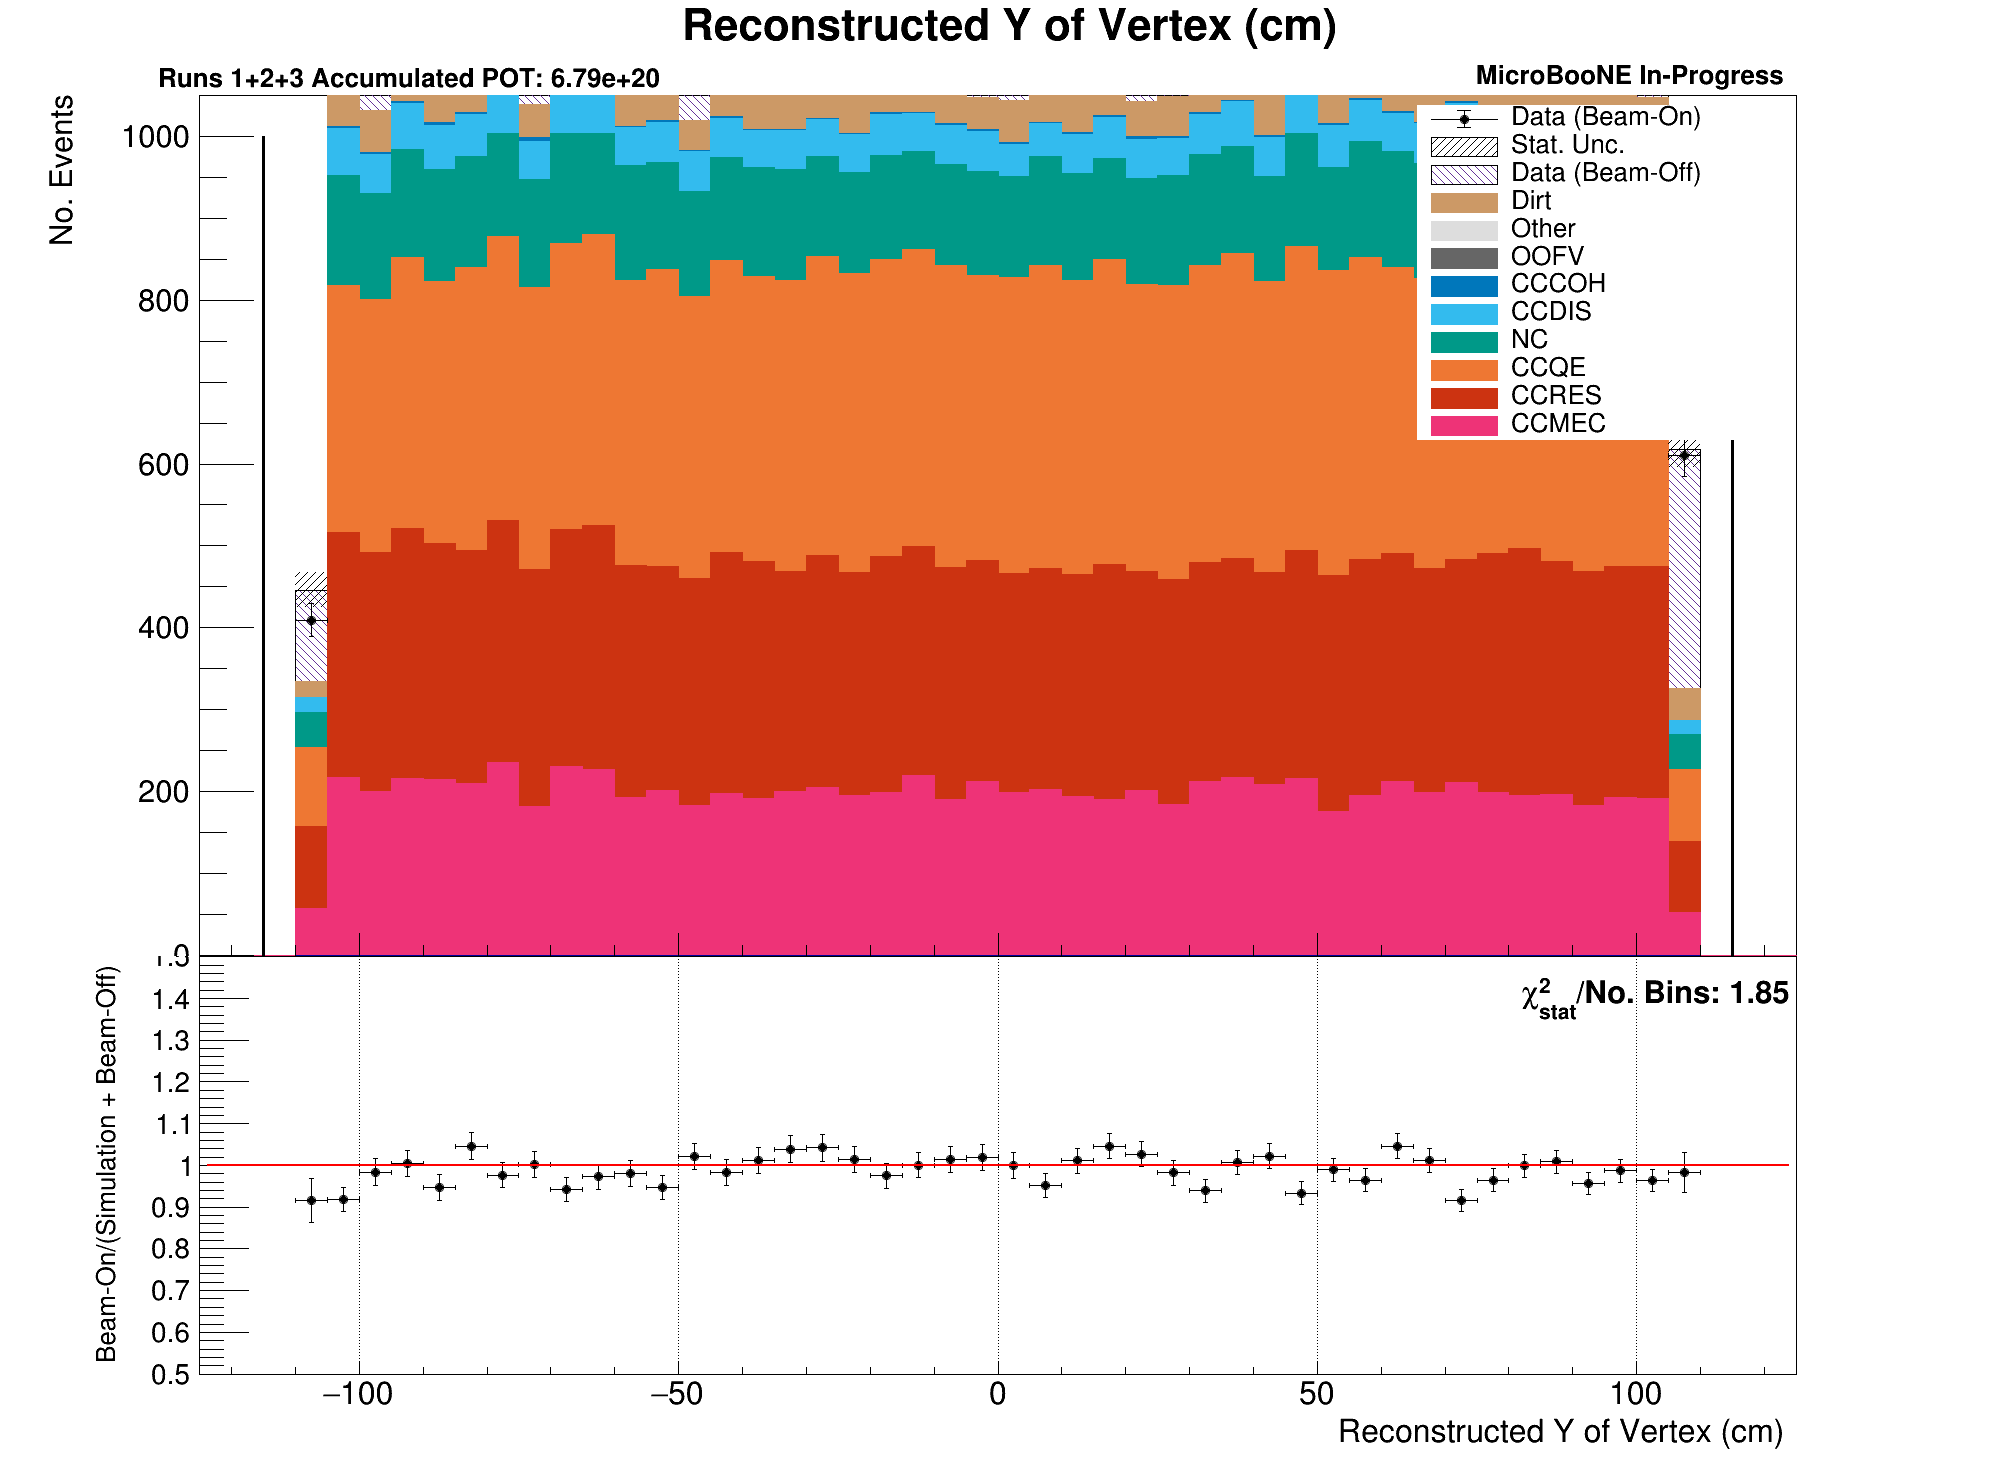 Reconstructed Y of Vertex (cm)
Runs 1+2+3 Accumulated POT: 6.79e+20
MicroBooNE In-Progress
No. Events
1000
800
600
400
200
0
Data (Beam-On)
Stat. Unc.
Data (Beam-Off)
Dirt
Other
OOFV
CCCOH
CCDIS
NC
CCQE
CCRES
CCMEC
Beam-On/(Simulation + Beam-Off)
1.5
1.4
1.3
1.2
1.1
1
0.9
0.8
0.7
0.6
0.5
χ²stat/No. Bins: 1.85
−100
−50
0
50
100
Reconstructed Y of Vertex (cm)